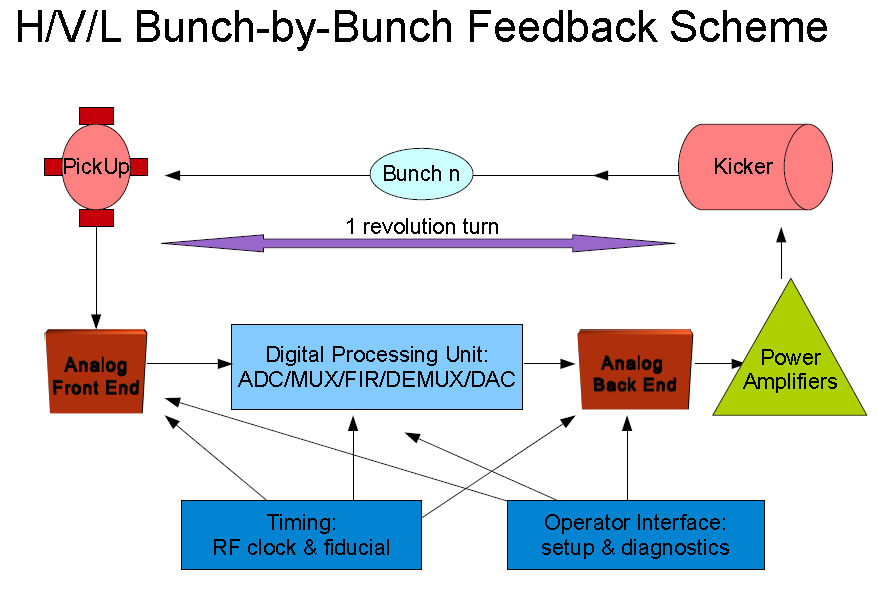 H/V/L Bunch-by-Bunch Feedback Scheme
PickUp
Bunch n
Kicker
1 revolution turn
Analog
Front End
Digital Processing Unit:
ADC/MUX/FIR/DEMUX/DAC
Analog
Back End
Power
Amplifiers
Timing:
RF clock & fiducial
Operator Interface:
setup & diagnostics